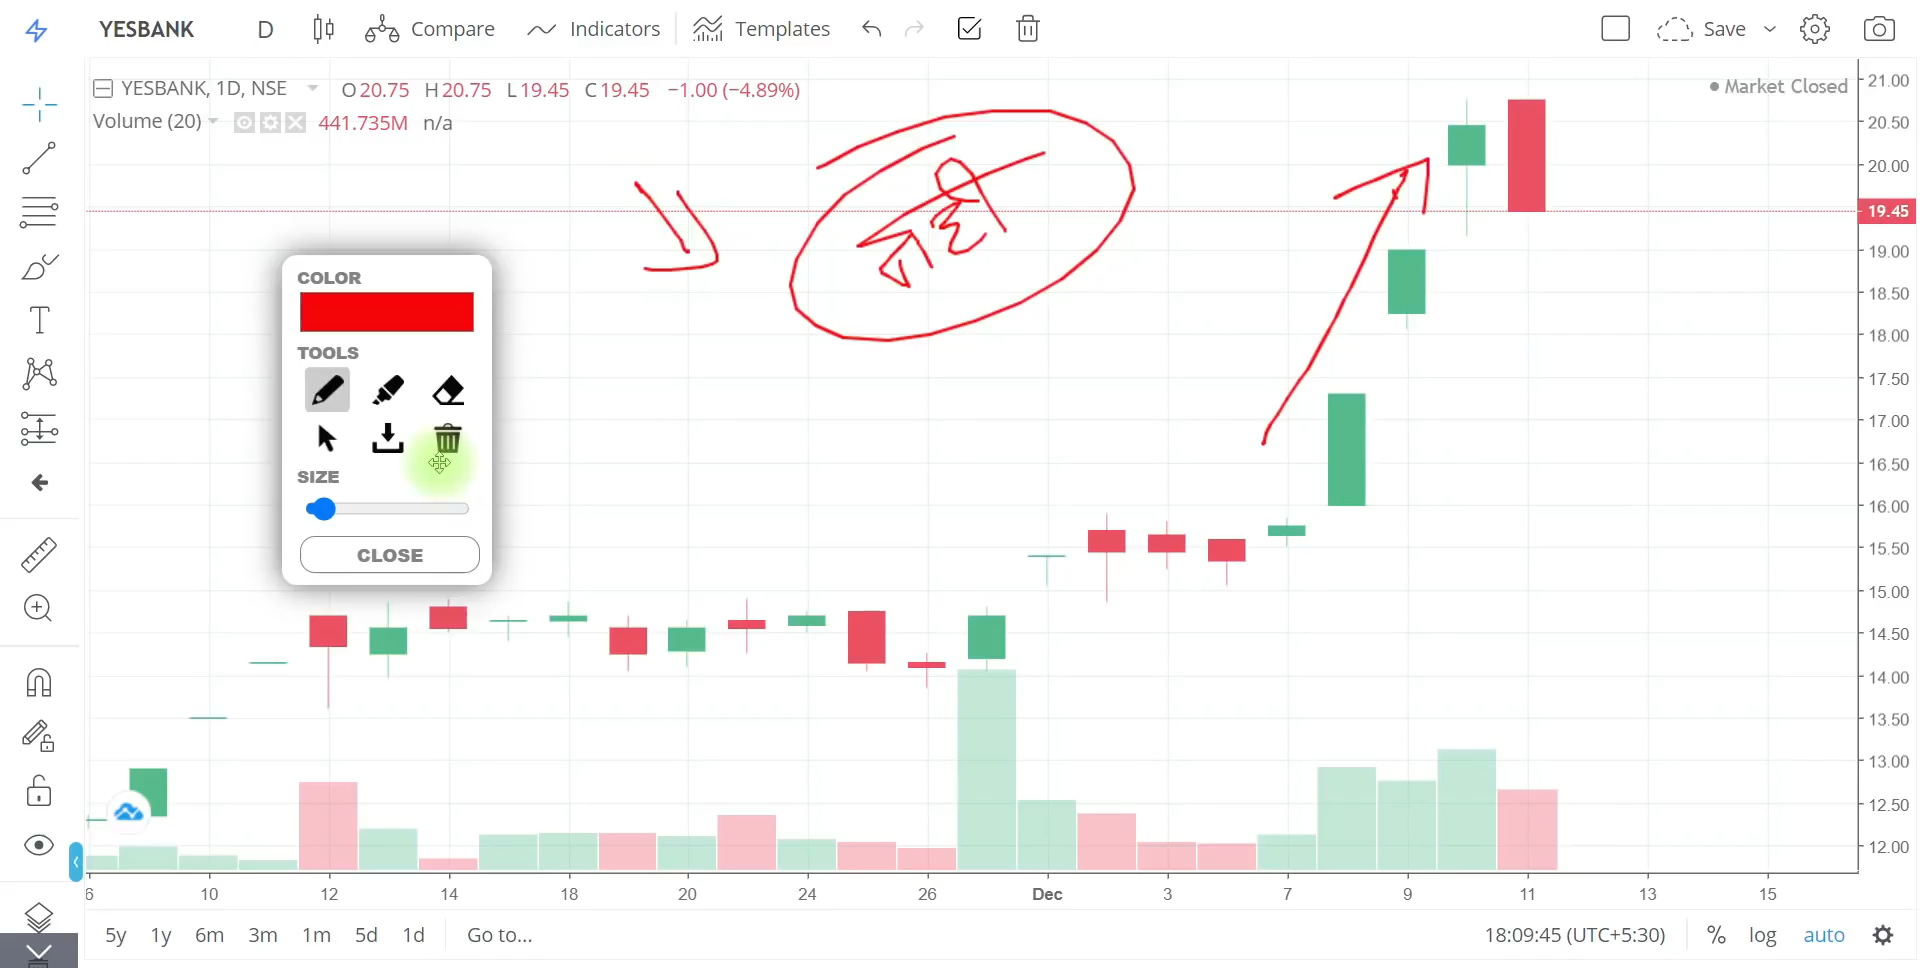 YESBANK D Compare Indicators Templates Save
YESBANK, 1D, NSE O20.75 H20.75 L19.45 C19.45 −1.00 (−4.89%)
Market Closed
Volume (20) 441.735M n/a
21.00
20.50
20.00
19.45
19.00
18.50
18.00
17.50
17.00
16.50
16.00
15.50
15.00
14.50
14.00
13.50
13.00
12.50
12.00
COLOR
TOOLS
SIZE
CLOSE
T
6 10 12 14 18 20 24 26 Dec 3 7 9 11 13 15
5y 1y 6m 3m 1m 5d 1d Go to... 18:09:45 (UTC+5:30) % log auto